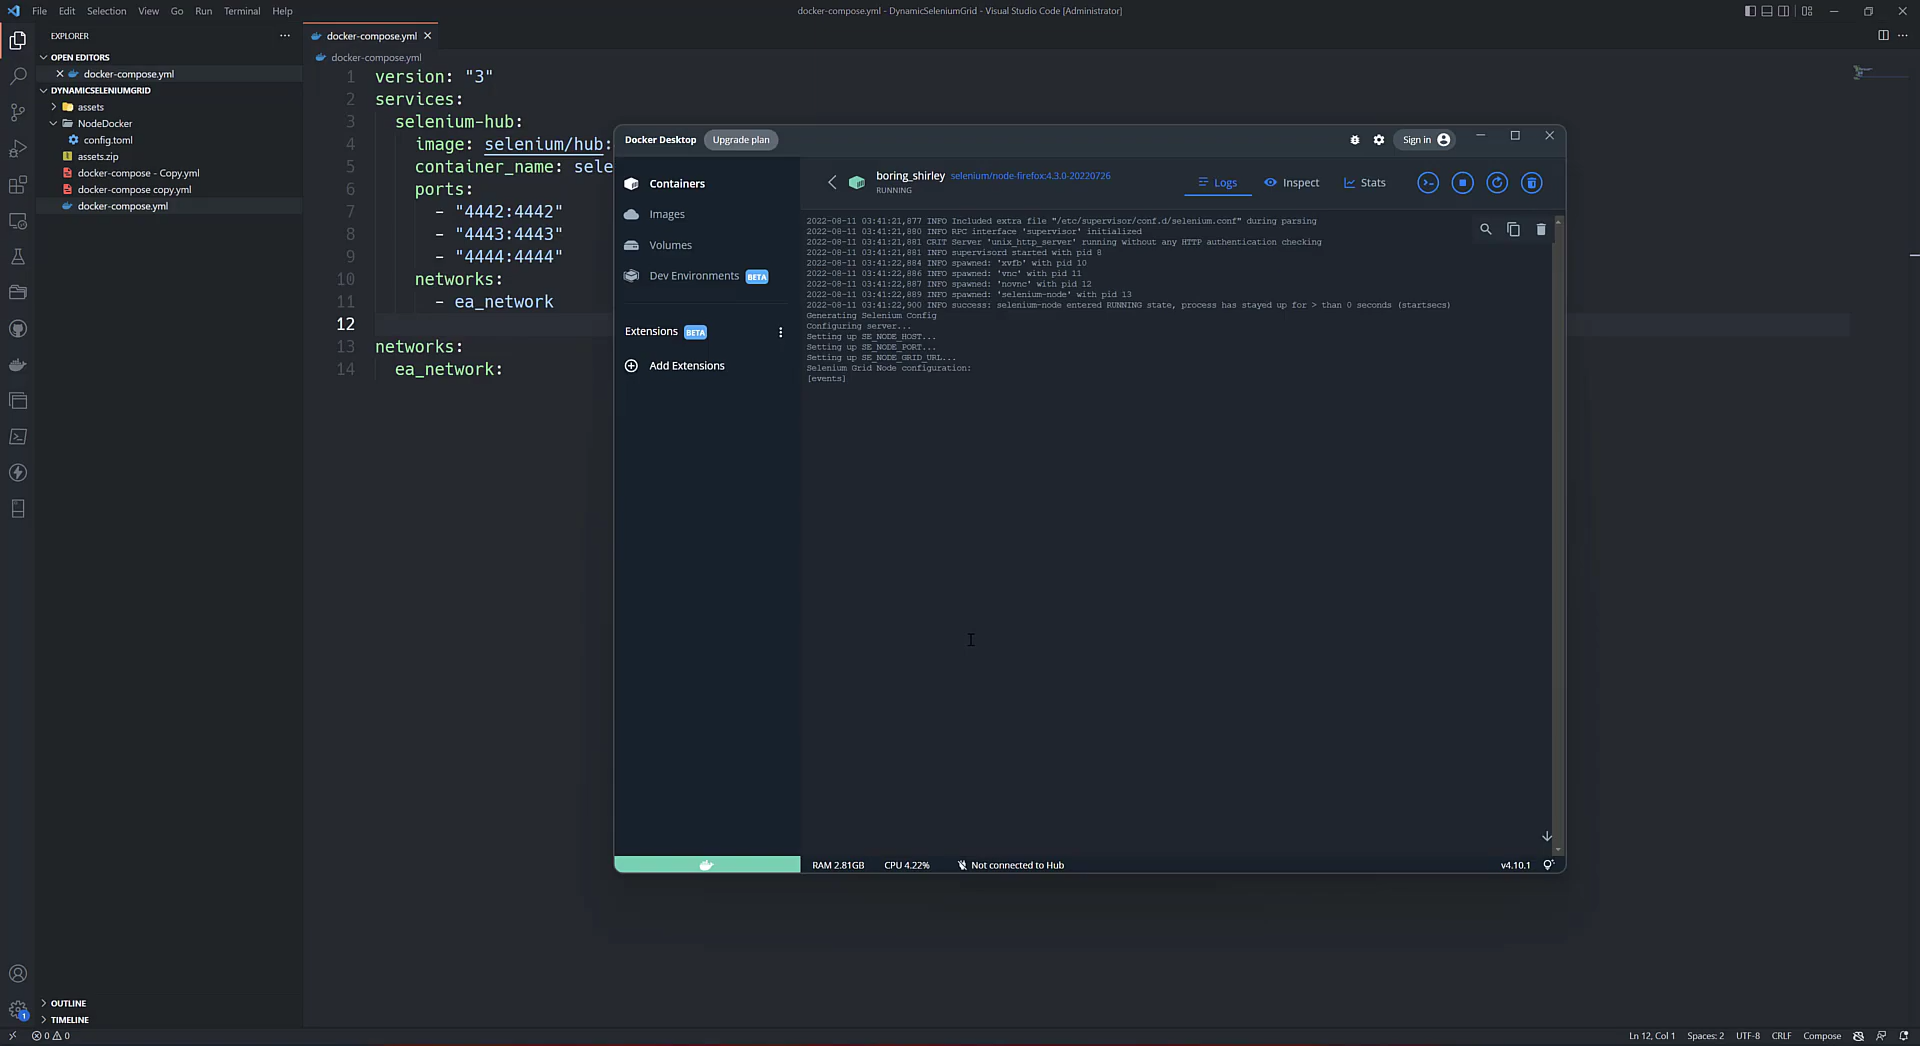 File Edit Selection View Go Run Terminal Help
docker-compose.yml - DynamicSeleniumGrid - Visual Studio Code [Administrator]
EXPLORER
OPEN EDITORS
docker-compose.yml
DYNAMICSELENIUMGRID
assets
NodeDocker
config.toml
assets.zip
docker-compose - Copy.yml
docker-compose copy.yml
docker-compose.yml
OUTLINE
TIMELINE
docker-compose.yml
docker-compose.yml
1 version: "3"
2 services:
3 selenium-hub:
4 image: selenium/hub:
5 container_name: sele
6 ports:
7 - "4442:4442"
8 - "4443:4443"
9 - "4444:4444"
10 networks:
11 - ea_network
12
13 networks:
14 ea_network:
Docker Desktop Upgrade plan
Sign in
Containers
Images
Volumes
Dev Environments BETA
Extensions BETA
Add Extensions
boring_shirley selenium/node-firefox:4.3.0-20220726
RUNNING
Logs Inspect Stats
2022-08-11 03:41:21,877 INFO Included extra file "/etc/supervisor/conf.d/selenium.conf" during parsing
2022-08-11 03:41:21,880 INFO RPC interface 'supervisor' initialized
2022-08-11 03:41:21,881 CRIT Server 'unix_http_server' running without any HTTP authentication checking
2022-08-11 03:41:21,881 INFO supervisord started with pid 8
2022-08-11 03:41:22,884 INFO spawned: 'xvfb' with pid 10
2022-08-11 03:41:22,886 INFO spawned: 'vnc' with pid 11
2022-08-11 03:41:22,887 INFO spawned: 'novnc' with pid 12
2022-08-11 03:41:22,889 INFO spawned: 'selenium-node' with pid 13
2022-08-11 03:41:22,900 INFO success: selenium-node entered RUNNING state, process has stayed up for > than 0 seconds (startsecs)
Generating Selenium Config
Configuring server...
Setting up SE_NODE_HOST...
Setting up SE_NODE_PORT...
Setting up SE_NODE_GRID_URL...
Selenium Grid Node configuration:
[events]
RAM 2.81GB CPU 4.22% Not connected to Hub v4.10.1
1
0 0
Ln 12, Col 1 Spaces: 2 UTF-8 CRLF Compose